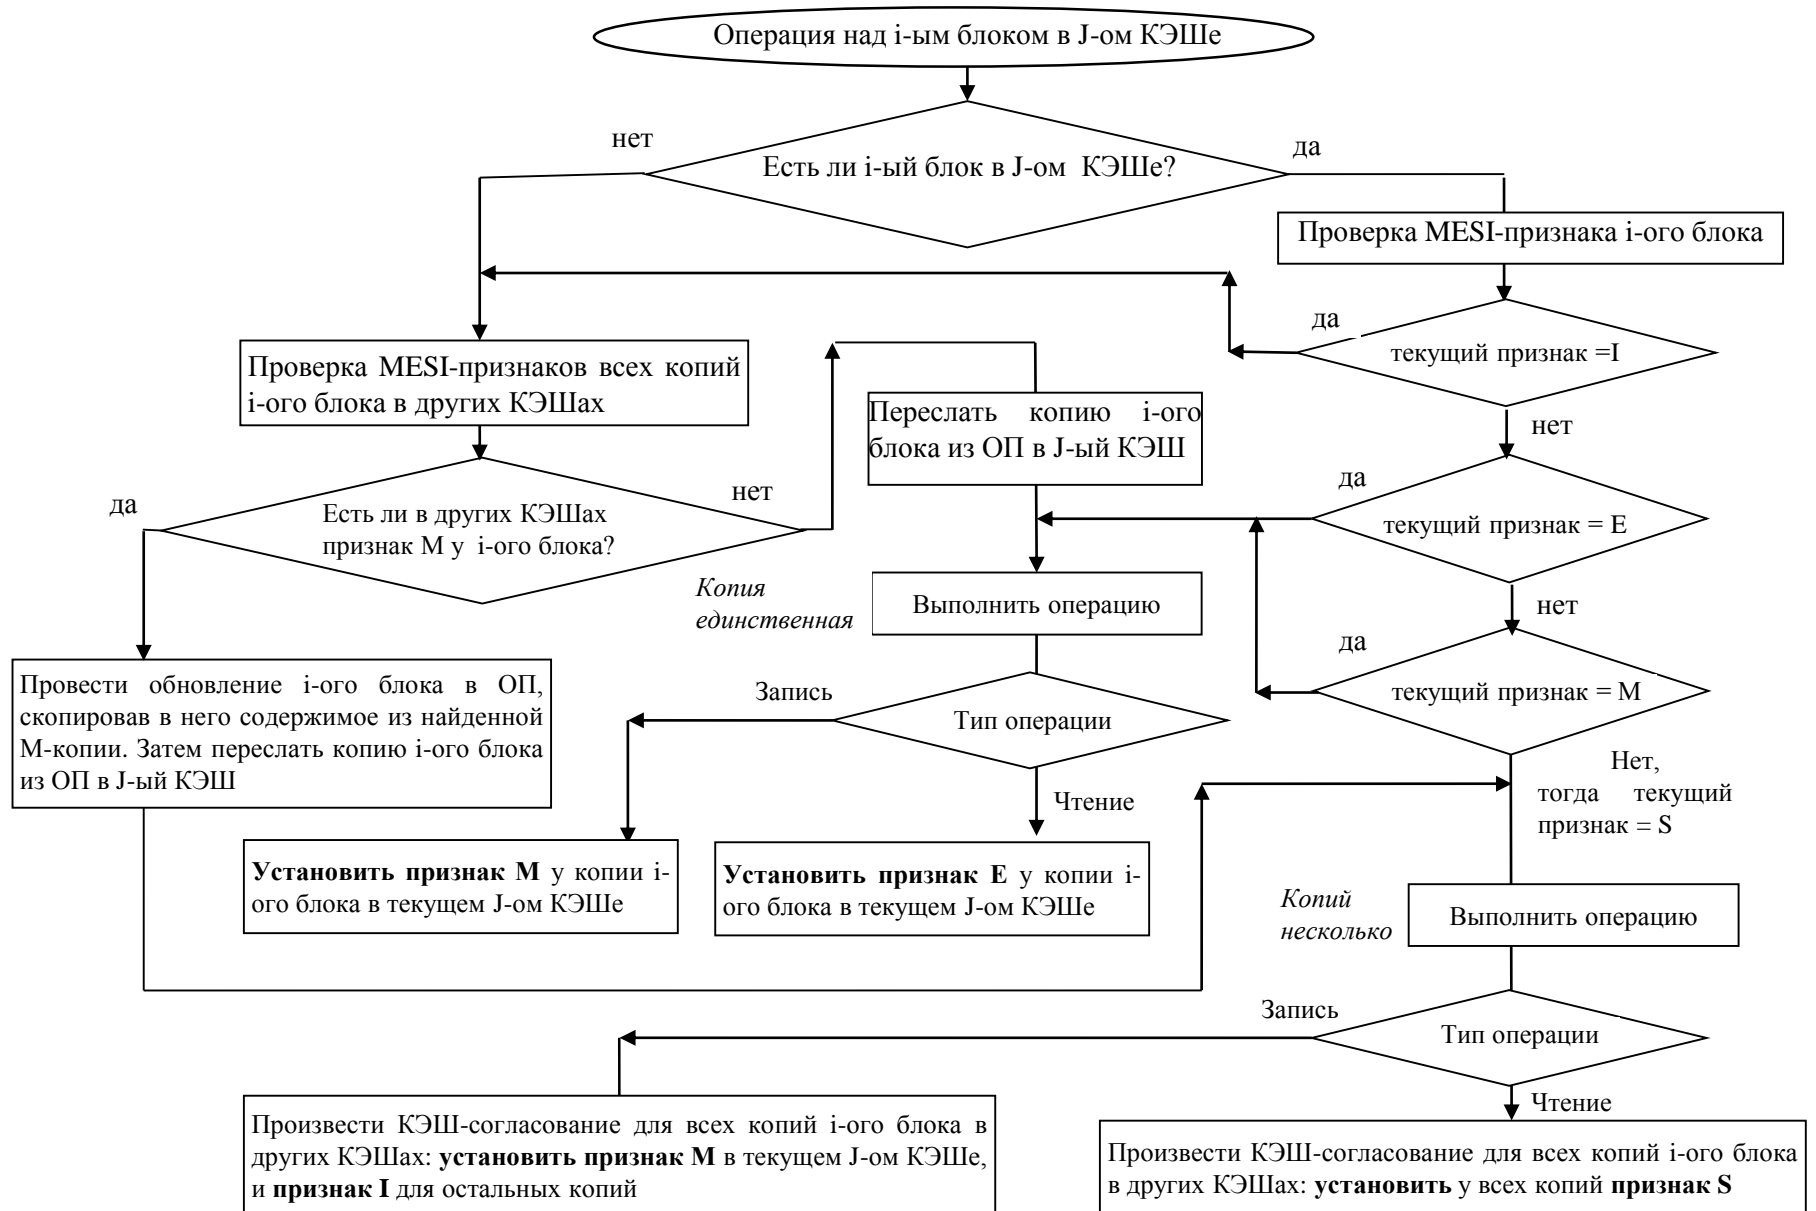 Операция над i-ым блоком в J-ом КЭШе
нет
да
Есть ли i-ый блок в J-ом КЭШе?
Проверка MESI-признака i-ого блока
да
текущий признак =I
нет
Проверка MESI-признаков всех копий
i-ого блока в других КЭШах
Переслать копию i-ого
блока из ОП в J-ый КЭШ
да
нет
Есть ли в других КЭШах
признак М у i-ого блока?
да
текущий признак = E
нет
Копия
единственная
Выполнить операцию
да
текущий признак = M
Провести обновление i-ого блока в ОП,
скопировав в него содержимое из найденной
М-копии. Затем переслать копию i-ого блока
из ОП в J-ый КЭШ
Запись
Тип операции
Чтение
Нет,
тогда текущий
признак = S
Установить признак М у копии i-
ого блока в текущем J-ом КЭШе
Установить признак Е у копии i-
ого блока в текущем J-ом КЭШе
Копий
несколько
Выполнить операцию
Запись
Тип операции
Чтение
Произвести КЭШ-согласование для всех копий i-ого блока в
других КЭШах: установить признак М в текущем J-ом КЭШе,
и признак I для остальных копий
Произвести КЭШ-согласование для всех копий i-ого блока
в других КЭШах: установить у всех копий признак S